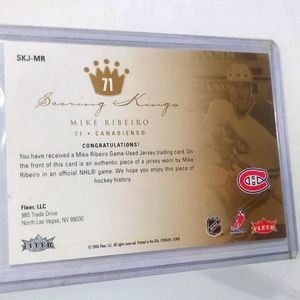 SKJ-MR
71
Scoring Kings
MIKE RIBEIRO
71 • CANADIENS®
CONGRATULATIONS!
You have received a Mike Ribeiro Game-Used Jersey trading card. On
the front of this card is an authentic piece of a jersey worn by Mike
Ribeiro in an official NHL® game. We hope you enjoy this piece of
hockey history.
Fleer, LLC
985 Trade Drive
North Las Vegas, NV 89030
FLEER
NHL
FLEER